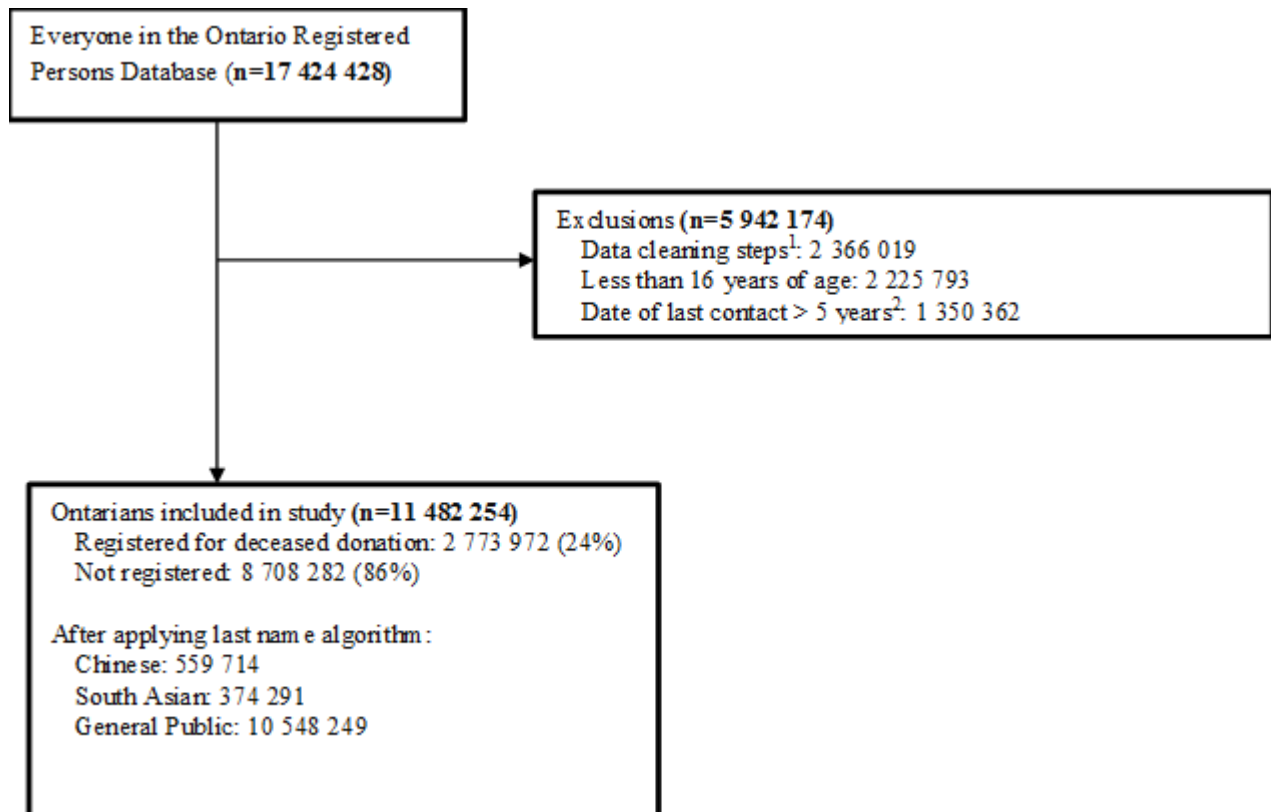 Everyone in the Ontario Registered
Persons Database (n=17 424 428)
Exclusions (n=5 942 174)
Data cleaning steps1: 2 366 019
Less than 16 years of age: 2 225 793
Date of last contact > 5 years2: 1 350 362
Ontarians included in study (n=11 482 254)
Registered for deceased donation: 2 773 972 (24%)
Not registered: 8 708 282 (86%)
After applying last name algorithm:
Chinese: 559 714
South Asian: 374 291
General Public: 10 548 249